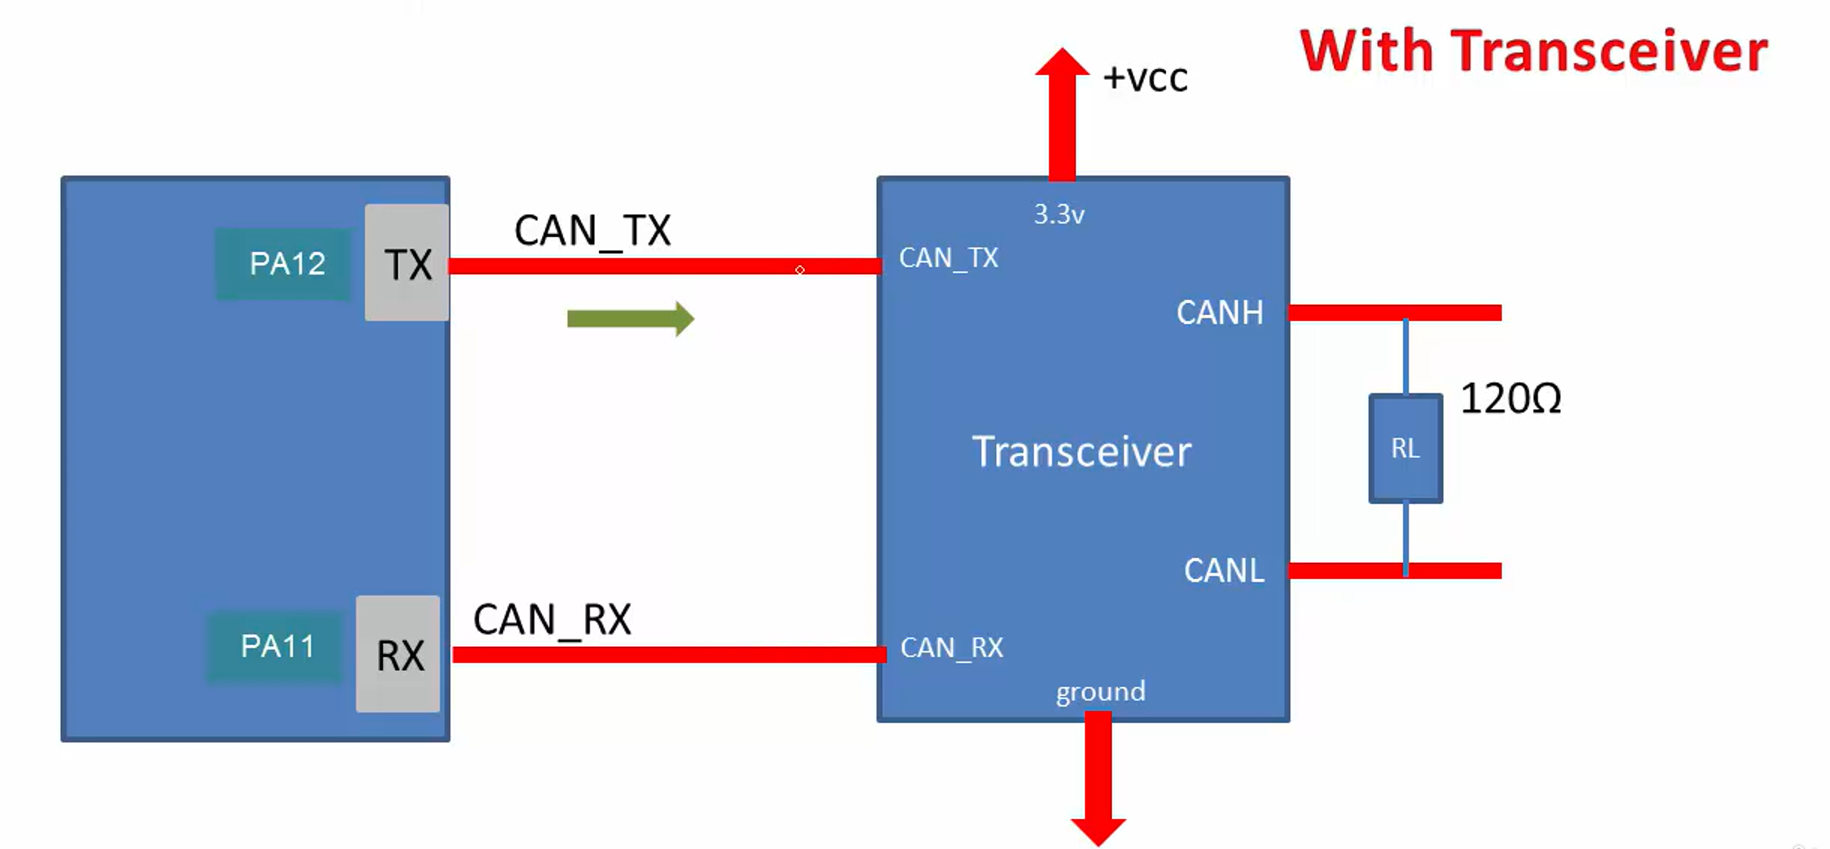 With Transceiver
+vcc
3.3v
PA12
TX
CAN_TX
CAN_TX
CANH
120Ω
RL
Transceiver
CANL
PA11
RX
CAN_RX
CAN_RX
ground